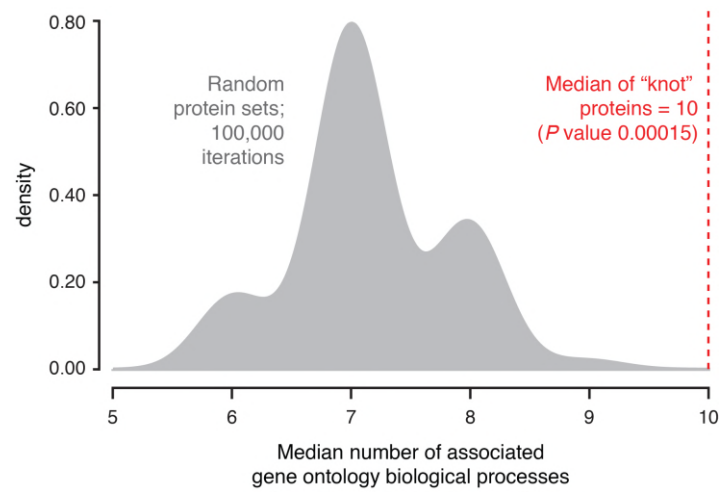 0.80
0.60
0.40
0.20
0.00
density
Random
protein sets;
100,000
iterations
Median of “knot”
proteins = 10
(P value 0.00015)
5 6 7 8 9 10
Median number of associated
gene ontology biological processes